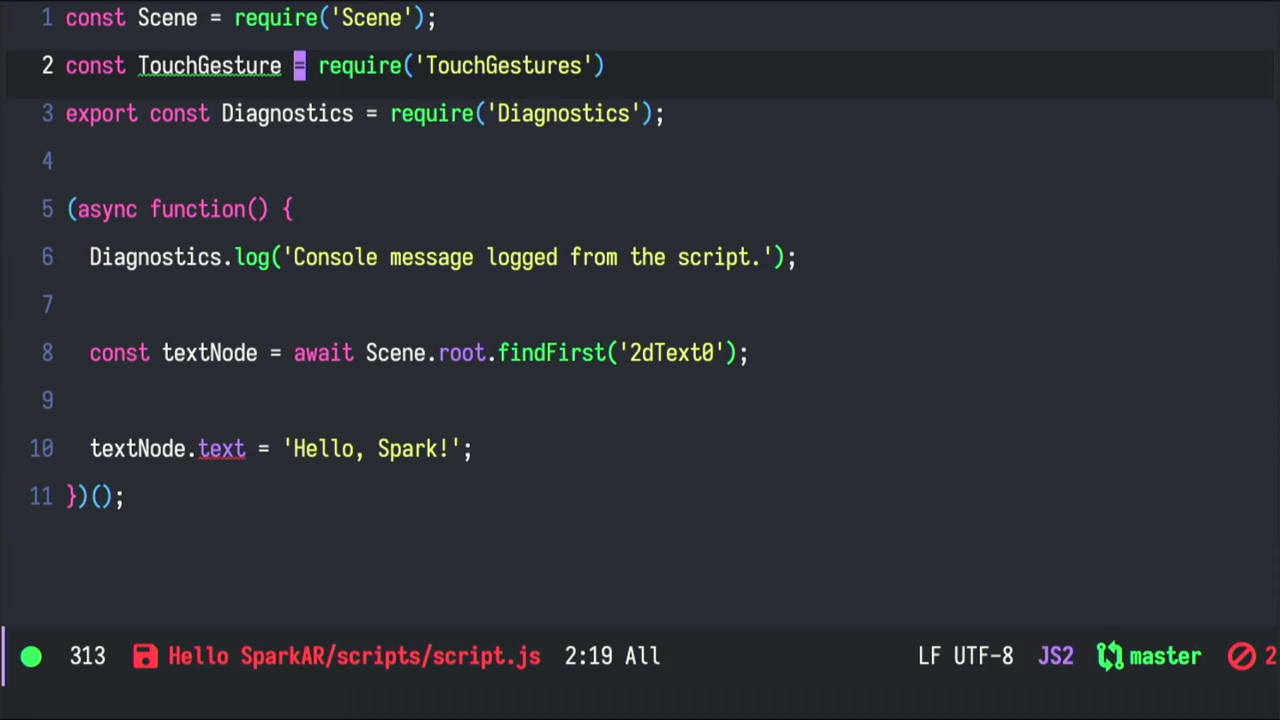 1 const Scene = require('Scene');
2 const TouchGesture = require('TouchGestures')
3 export const Diagnostics = require('Diagnostics');
4
5 (async function() {
6 Diagnostics.log('Console message logged from the script.');
7
8 const textNode = await Scene.root.findFirst('2dText0');
9
10 textNode.text = 'Hello, Spark!';
11 })();
313 Hello SparkAR/scripts/script.js 2:19 All LF UTF-8 JS2 master 2